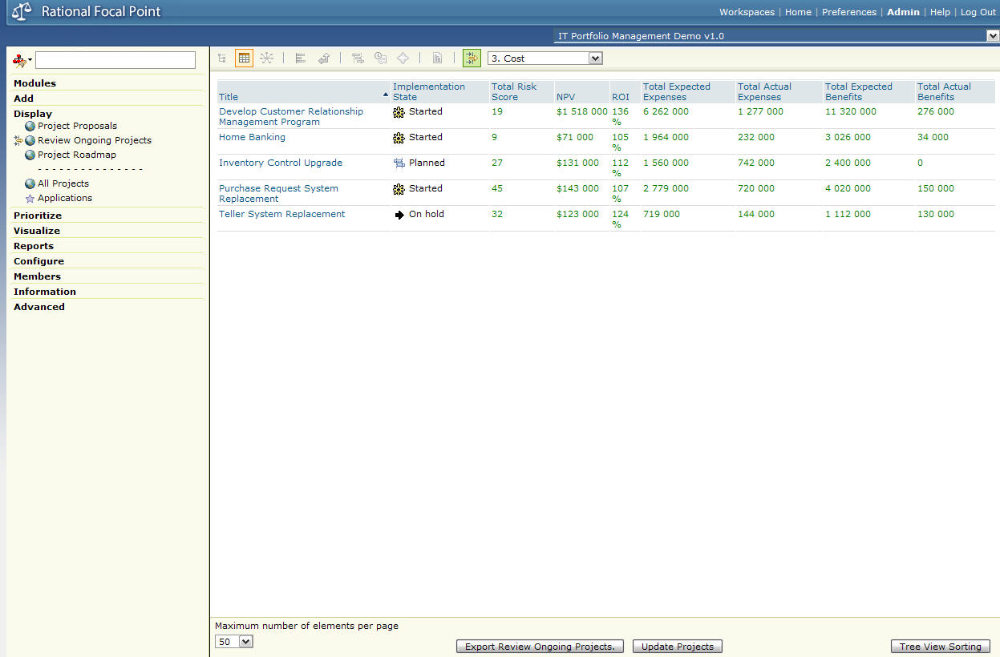 Rational Focal Point
Workspaces | Home | Preferences | Admin | Help | Log Out
IT Portfolio Management Demo v1.0
Modules
Add
Display
Project Proposals
Review Ongoing Projects
Project Roadmap
- - - - - - - - - - - - - - -
All Projects
Applications
Prioritize
Visualize
Reports
Configure
Members
Information
Advanced
3. Cost
Title Implementation State Total Risk Score NPV ROI Total Expected Expenses Total Actual Expenses Total Expected Benefits Total Actual Benefits
Develop Customer Relationship Management Program Started 19 $1 518 000 136 % 6 262 000 1 277 000 11 320 000 276 000
Home Banking Started 9 $71 000 105 % 1 964 000 232 000 3 026 000 34 000
Inventory Control Upgrade Planned 27 $131 000 112 % 1 560 000 742 000 2 400 000 0
Purchase Request System Replacement Started 45 $143 000 107 % 2 779 000 720 000 4 020 000 150 000
Teller System Replacement On hold 32 $123 000 124 % 719 000 144 000 1 112 000 130 000
Maximum number of elements per page
50
Export Review Ongoing Projects. Update Projects Tree View Sorting